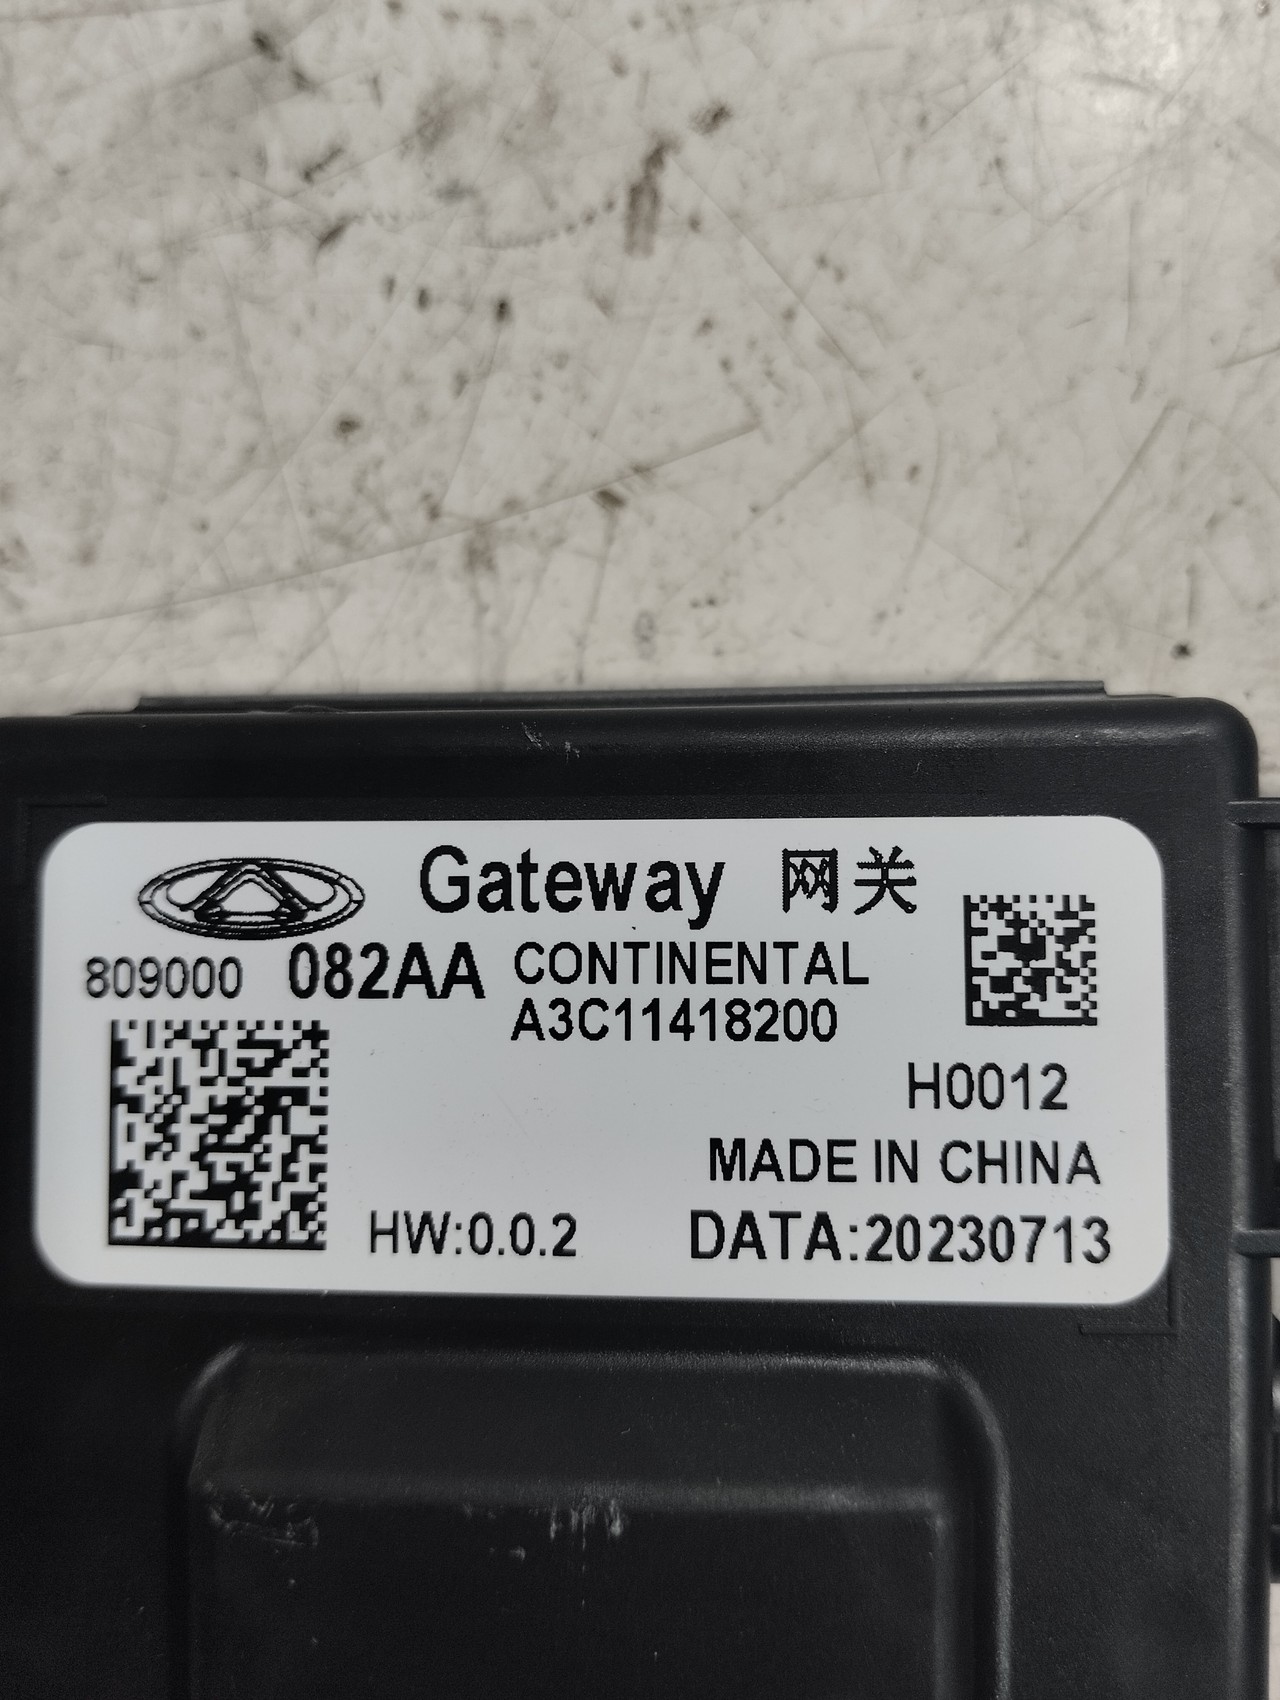 Gateway 网关
809000 082AA CONTINENTAL
A3C11418200
H0012
MADE IN CHINA
HW:0.0.2 DATA:20230713